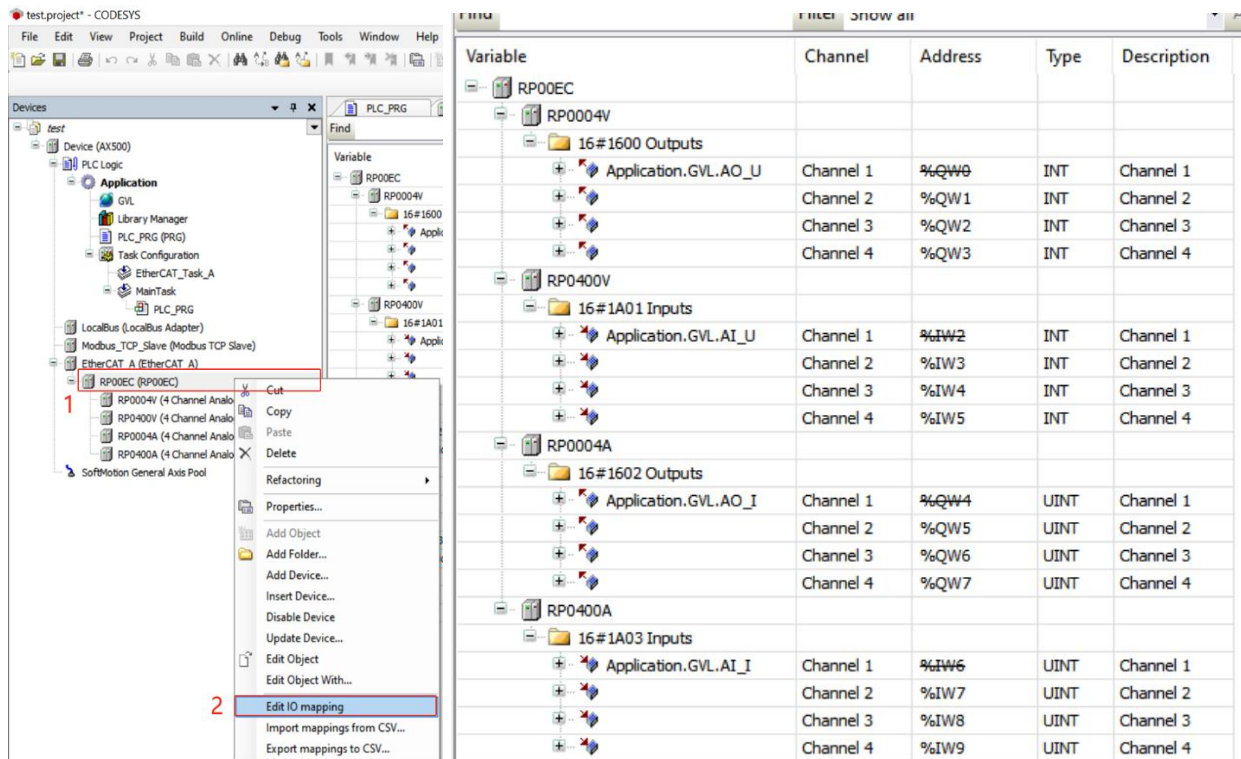 test.project* - CODESYS
File Edit View Project Build Online Debug Tools Window Help
Devices
PLC_PRG
test
Device (AX500)
PLC Logic
Application
GVL
Library Manager
PLC_PRG (PRG)
Task Configuration
EtherCAT_Task_A
MainTask
PLC_PRG
LocalBus (LocalBus Adapter)
Modbus_TCP_Slave (Modbus TCP Slave)
EtherCAT_A (EtherCAT_A)
RP00EC (RP00EC)
1
RP0004V (4 Channel Analo
RP0400V (4 Channel Analo
RP0004A (4 Channel Analo
RP0400A (4 Channel Analo
SoftMotion General Axis Pool
Find
Variable
RP00EC
RP0004V
16#1600
Applic
RP0400V
16#1A01
Applic
Cut
Copy
Paste
Delete
Refactoring
Properties...
Add Object
Add Folder...
Add Device...
Insert Device...
Disable Device
Update Device...
Edit Object
Edit Object With...
2
Edit IO mapping
Import mappings from CSV...
Export mappings to CSV...
Find Filter Show all
Variable Channel Address Type Description
RP00EC
RP0004V
16#1600 Outputs
Application.GVL.AO_U Channel 1 %QW0 INT Channel 1
Channel 2 %QW1 INT Channel 2
Channel 3 %QW2 INT Channel 3
Channel 4 %QW3 INT Channel 4
RP0400V
16#1A01 Inputs
Application.GVL.AI_U Channel 1 %IW2 INT Channel 1
Channel 2 %IW3 INT Channel 2
Channel 3 %IW4 INT Channel 3
Channel 4 %IW5 INT Channel 4
RP0004A
16#1602 Outputs
Application.GVL.AO_I Channel 1 %QW4 UINT Channel 1
Channel 2 %QW5 UINT Channel 2
Channel 3 %QW6 UINT Channel 3
Channel 4 %QW7 UINT Channel 4
RP0400A
16#1A03 Inputs
Application.GVL.AI_I Channel 1 %IW6 UINT Channel 1
Channel 2 %IW7 UINT Channel 2
Channel 3 %IW8 UINT Channel 3
Channel 4 %IW9 UINT Channel 4